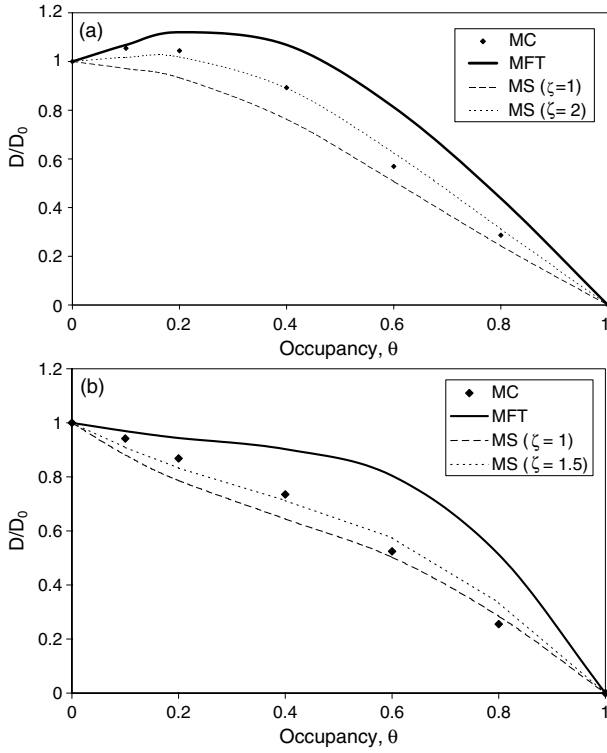 (a)
MC
MFT
MS (ζ=1)
MS (ζ = 2)
1.2
1
0.8
0.6
0.4
0.2
0
D/D0
0 0.2 0.4 0.6 0.8 1
Occupancy, θ
(b)
MC
MFT
MS (ζ = 1)
MS (ζ = 1.5)
1.2
1
0.8
0.6
0.4
0.2
0
D/D0
0 0.2 0.4 0.6 0.8 1
Occupancy, θ